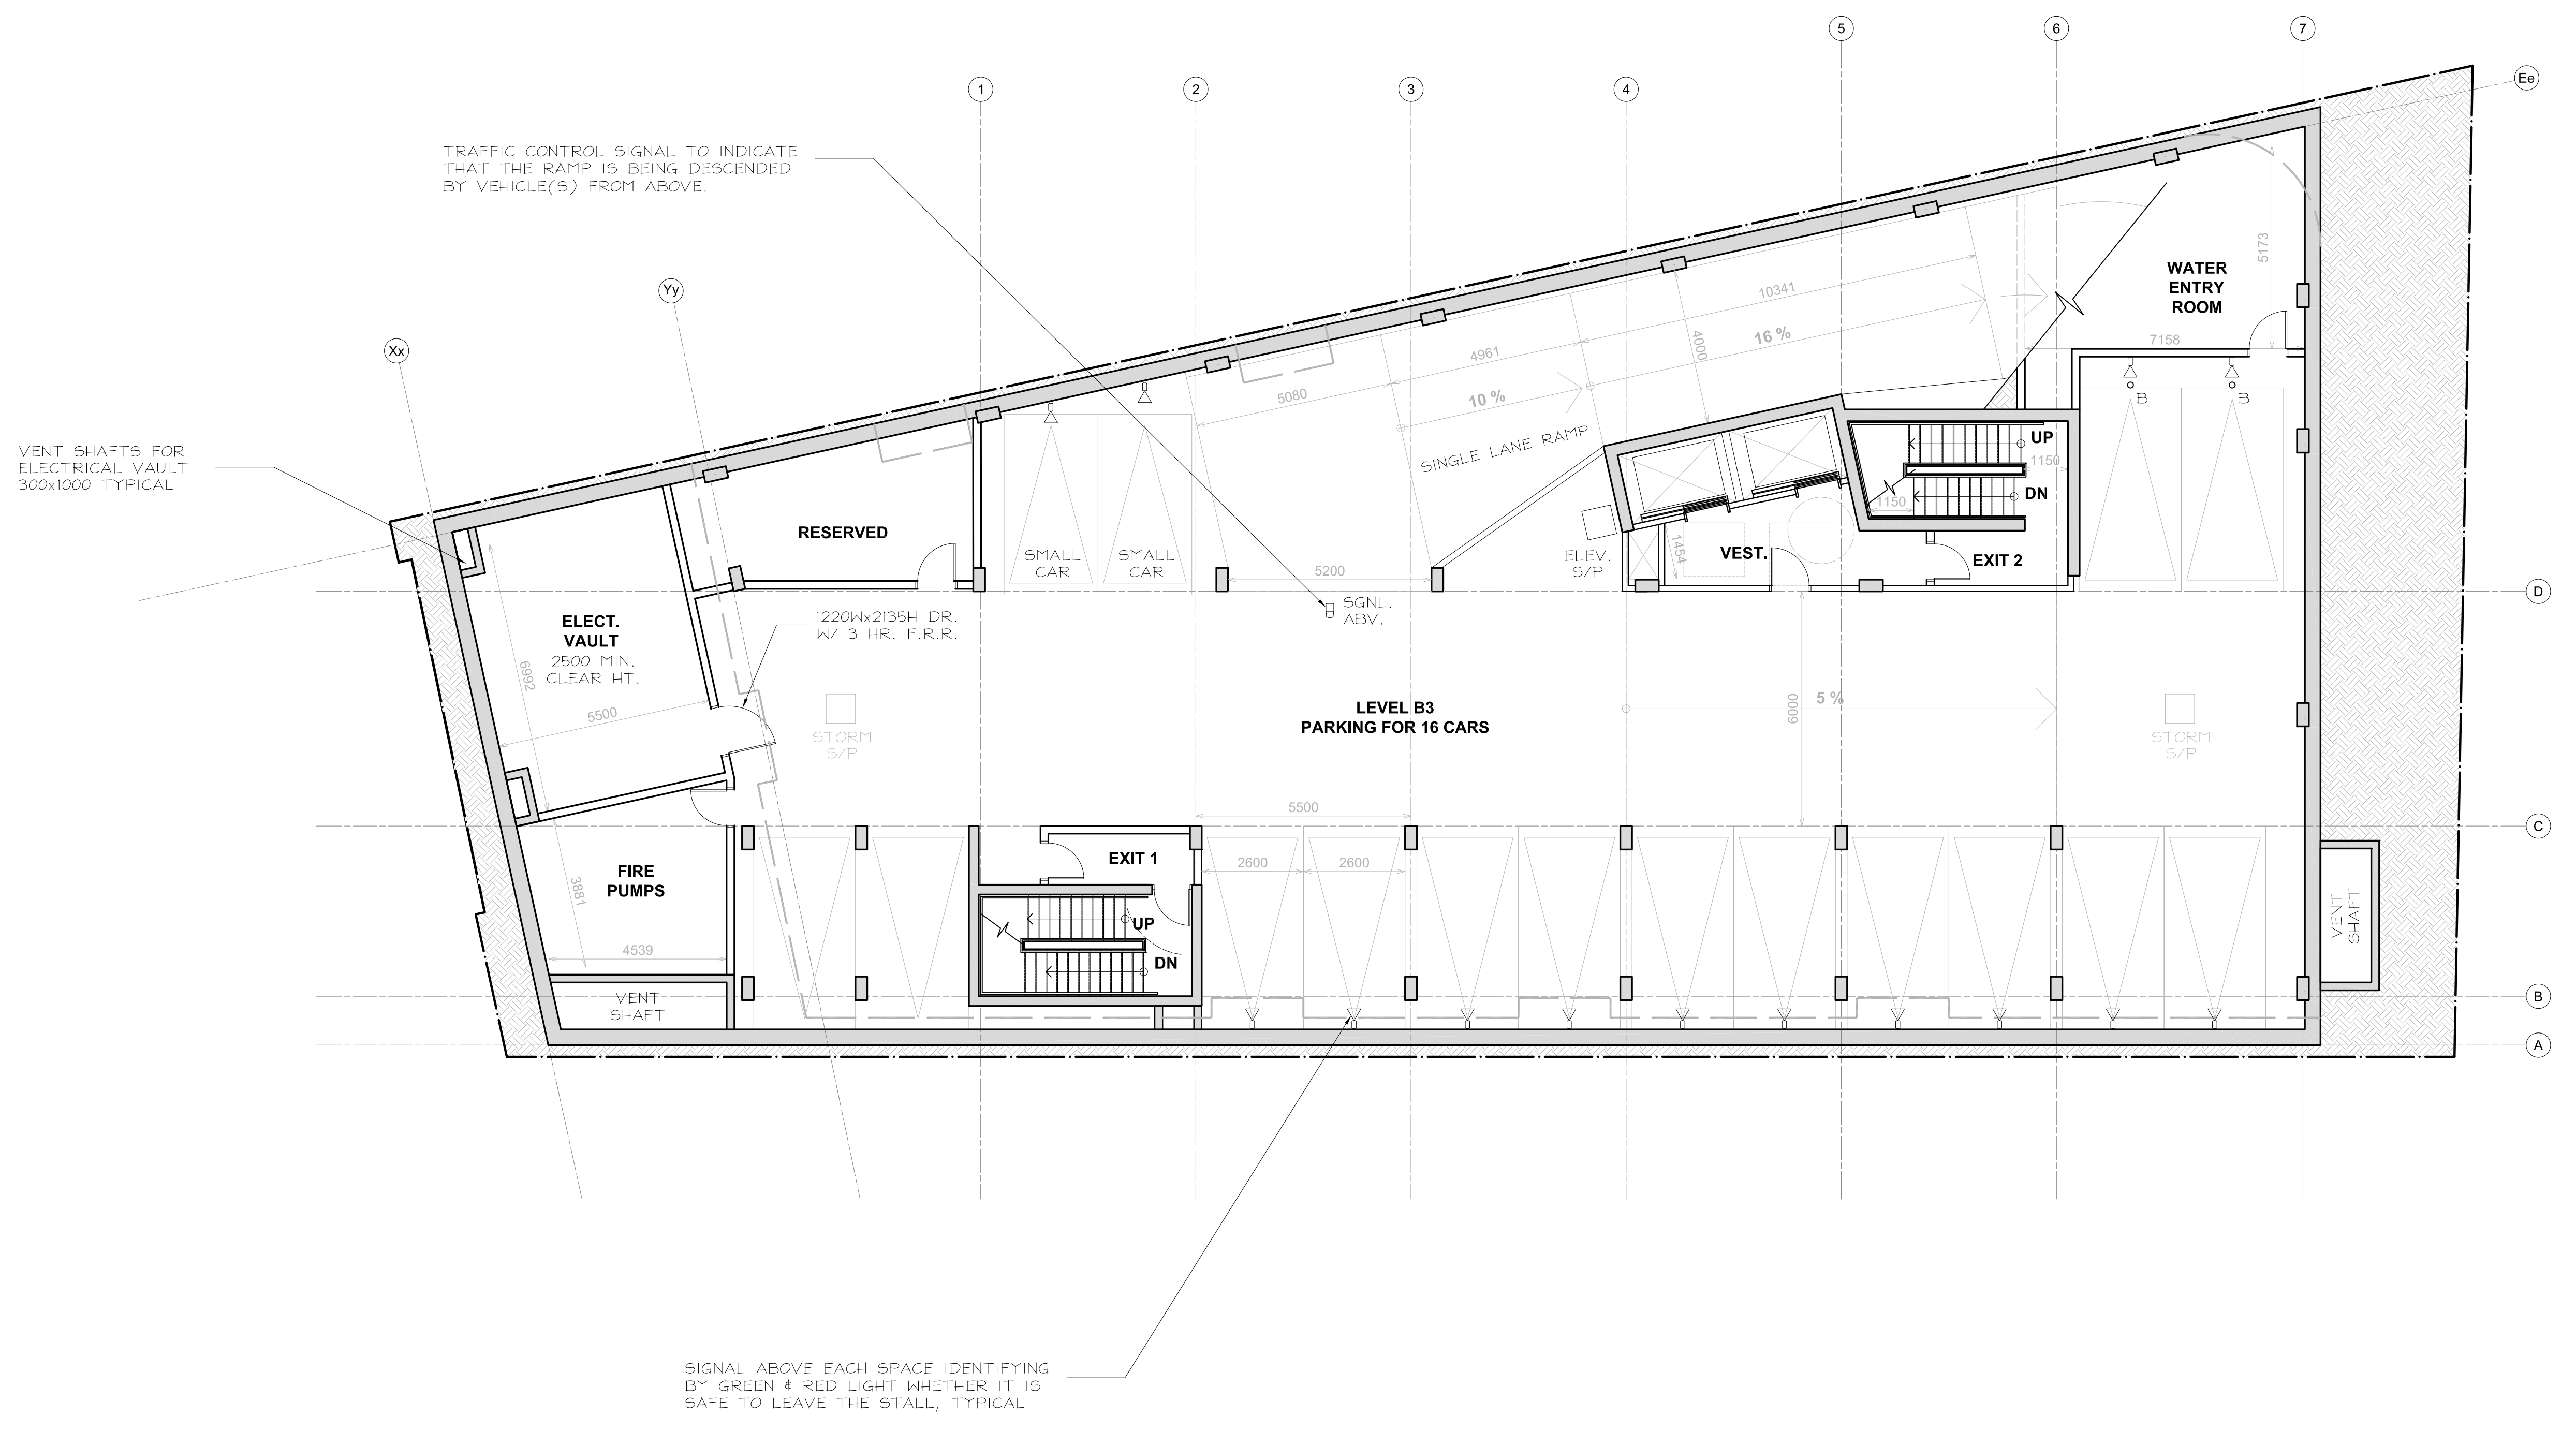 5
6
7
Ee
1
2
3
4
TRAFFIC CONTROL SIGNAL TO INDICATE
THAT THE RAMP IS BEING DESCENDED
BY VEHICLE(S) FROM ABOVE.
Yy
Xx
5173
WATER
ENTRY
ROOM
10341
16 %
4000
4961
5080
10 %
7158
B
B
SINGLE LANE RAMP
VENT SHAFTS FOR
ELECTRICAL VAULT
300x1000 TYPICAL
UP
1150
DN
1150
RESERVED
SMALL
CAR
SMALL
CAR
5200
ELEV.
S/P
1454
VEST.
EXIT 2
D
SGNL.
ABV.
1220Wx2135H DR.
W/ 3 HR. F.R.R.
ELECT.
VAULT
2500 MIN.
CLEAR HT.
6992
5500
STORM
S/P
LEVEL B3
PARKING FOR 16 CARS
6000
5 %
STORM
S/P
5500
C
EXIT 1
2600
2600
FIRE
PUMPS
3881
4539
UP
DN
VENT
SHAFT
VENT
SHAFT
B
A
SIGNAL ABOVE EACH SPACE IDENTIFYING
BY GREEN & RED LIGHT WHETHER IT IS
SAFE TO LEAVE THE STALL, TYPICAL